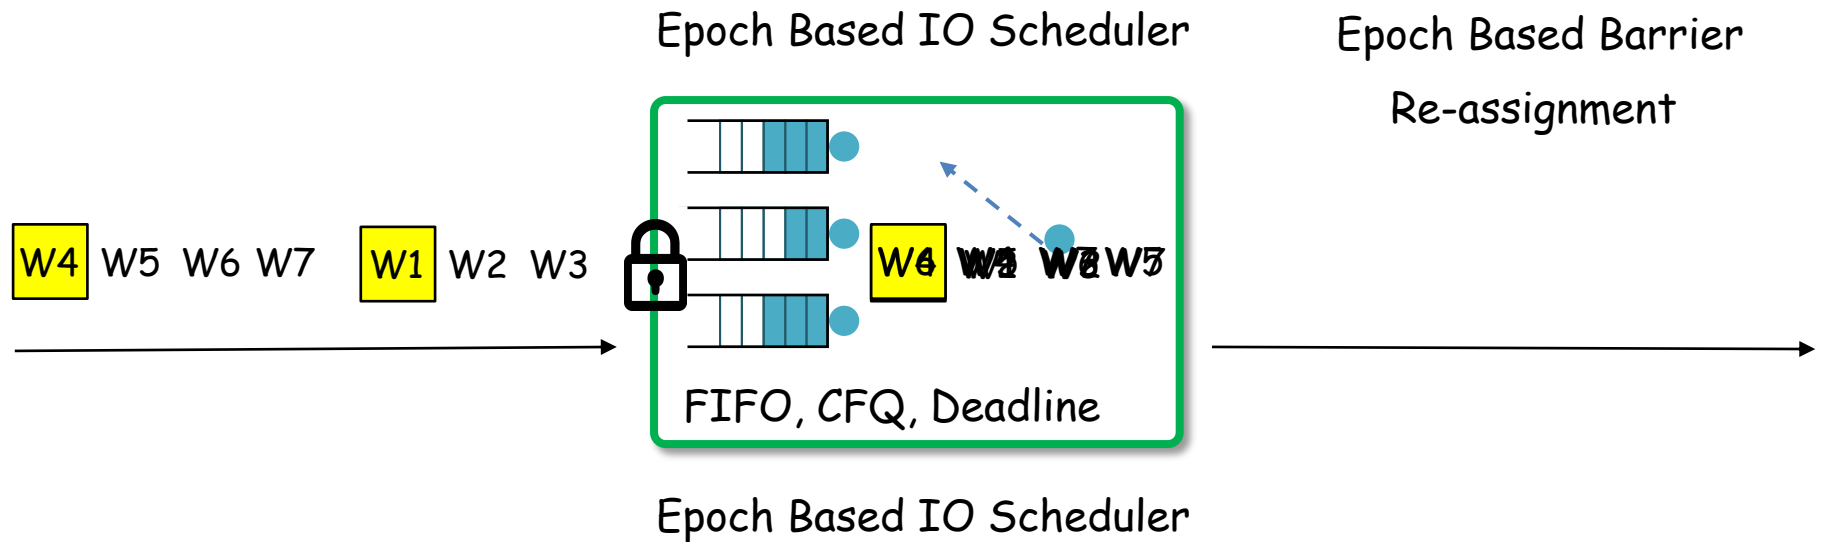 Epoch Based IO Scheduler
Epoch Based Barrier
Re-assignment
W4 W5 W6 W7 W1 W2 W3
FIFO, CFQ, Deadline
Epoch Based IO Scheduler